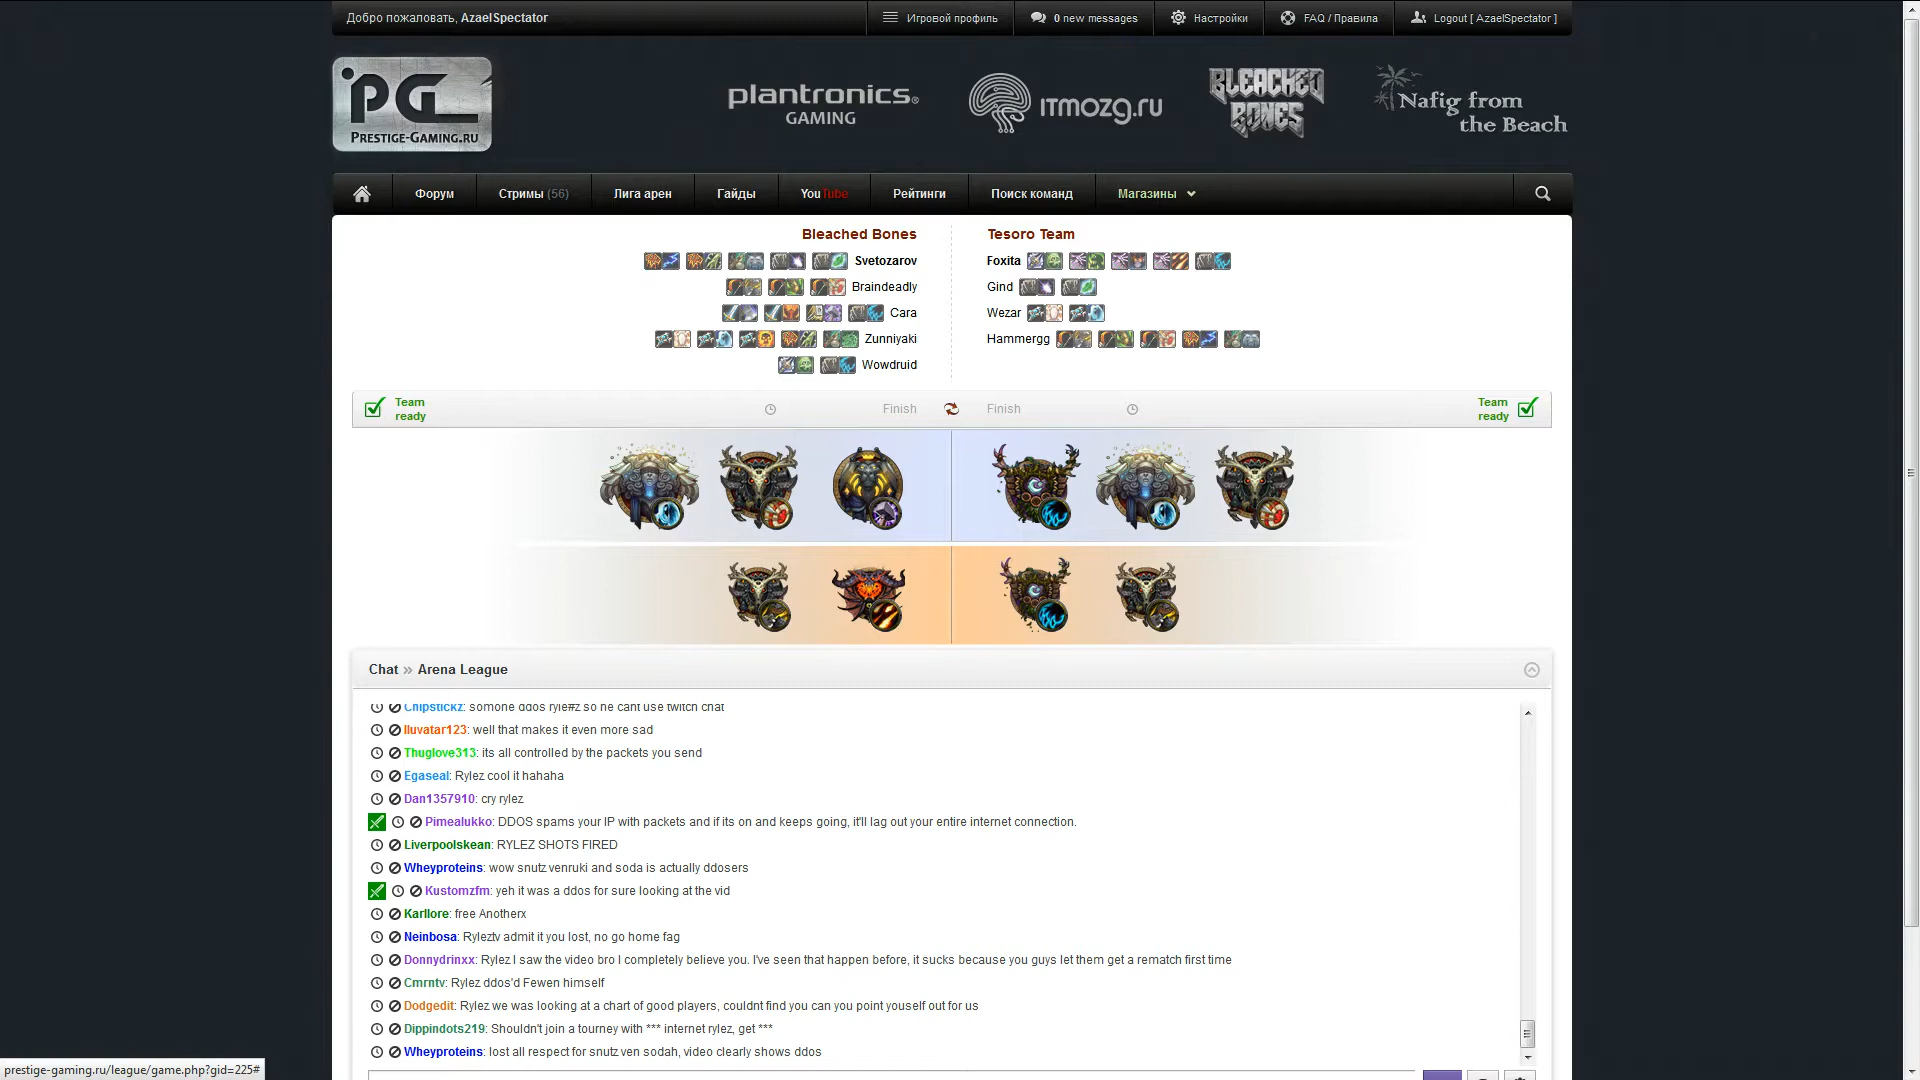 Добро пожаловать, AzaelSpectator
Игровой профиль
0 new messages
Настройки
FAQ / Правила
Logout [ AzaelSpectator ]
PG
PRESTIGE-GAMING.RU
plantronics®
GAMING
ITMOZG.RU
BLEACHED
BONES
Nafig from
the Beach
Форум
Стримы (56)
Лига арен
Гайды
YouTube
Рейтинги
Поиск команд
Магазины
Bleached Bones
Tesoro Team
Svetozarov
Foxita
Braindeadly
Gind
Cara
Wezar
Zunniyaki
Hammergg
Wowdruid
Team
ready
Finish
Finish
Team
ready
Chat » Arena League
Chipstickz: somone ddos ryle#z so he cant use twitch chat
Iluvatar123: well that makes it even more sad
Thuglove313: its all controlled by the packets you send
Egaseal: Rylez cool it hahaha
Dan1357910: cry rylez
Pimealukko: DDOS spams your IP with packets and if its on and keeps going, it'll lag out your entire internet connection.
Liverpoolskean: RYLEZ SHOTS FIRED
Wheyproteins: wow snutz venruki and soda is actually ddosers
Kustomzfm: yeh it was a ddos for sure looking at the vid
Karllore: free Anotherx
Neinbosa: Ryleztv admit it you lost, no go home fag
Donnydrinxx: Rylez I saw the video bro I completely believe you. I've seen that happen before, it sucks because you guys let them get a rematch first time
Cmrntv: Rylez ddos'd Fewen himself
Dodgedit: Rylez we was looking at a chart of good players, couldnt find you can you point youself out for us
Dippindots219: Shouldn't join a tourney with *** internet rylez, get ***
Wheyproteins: lost all respect for snutz ven sodah, video clearly shows ddos
prestige-gaming.ru/league/game.php?gid=225#